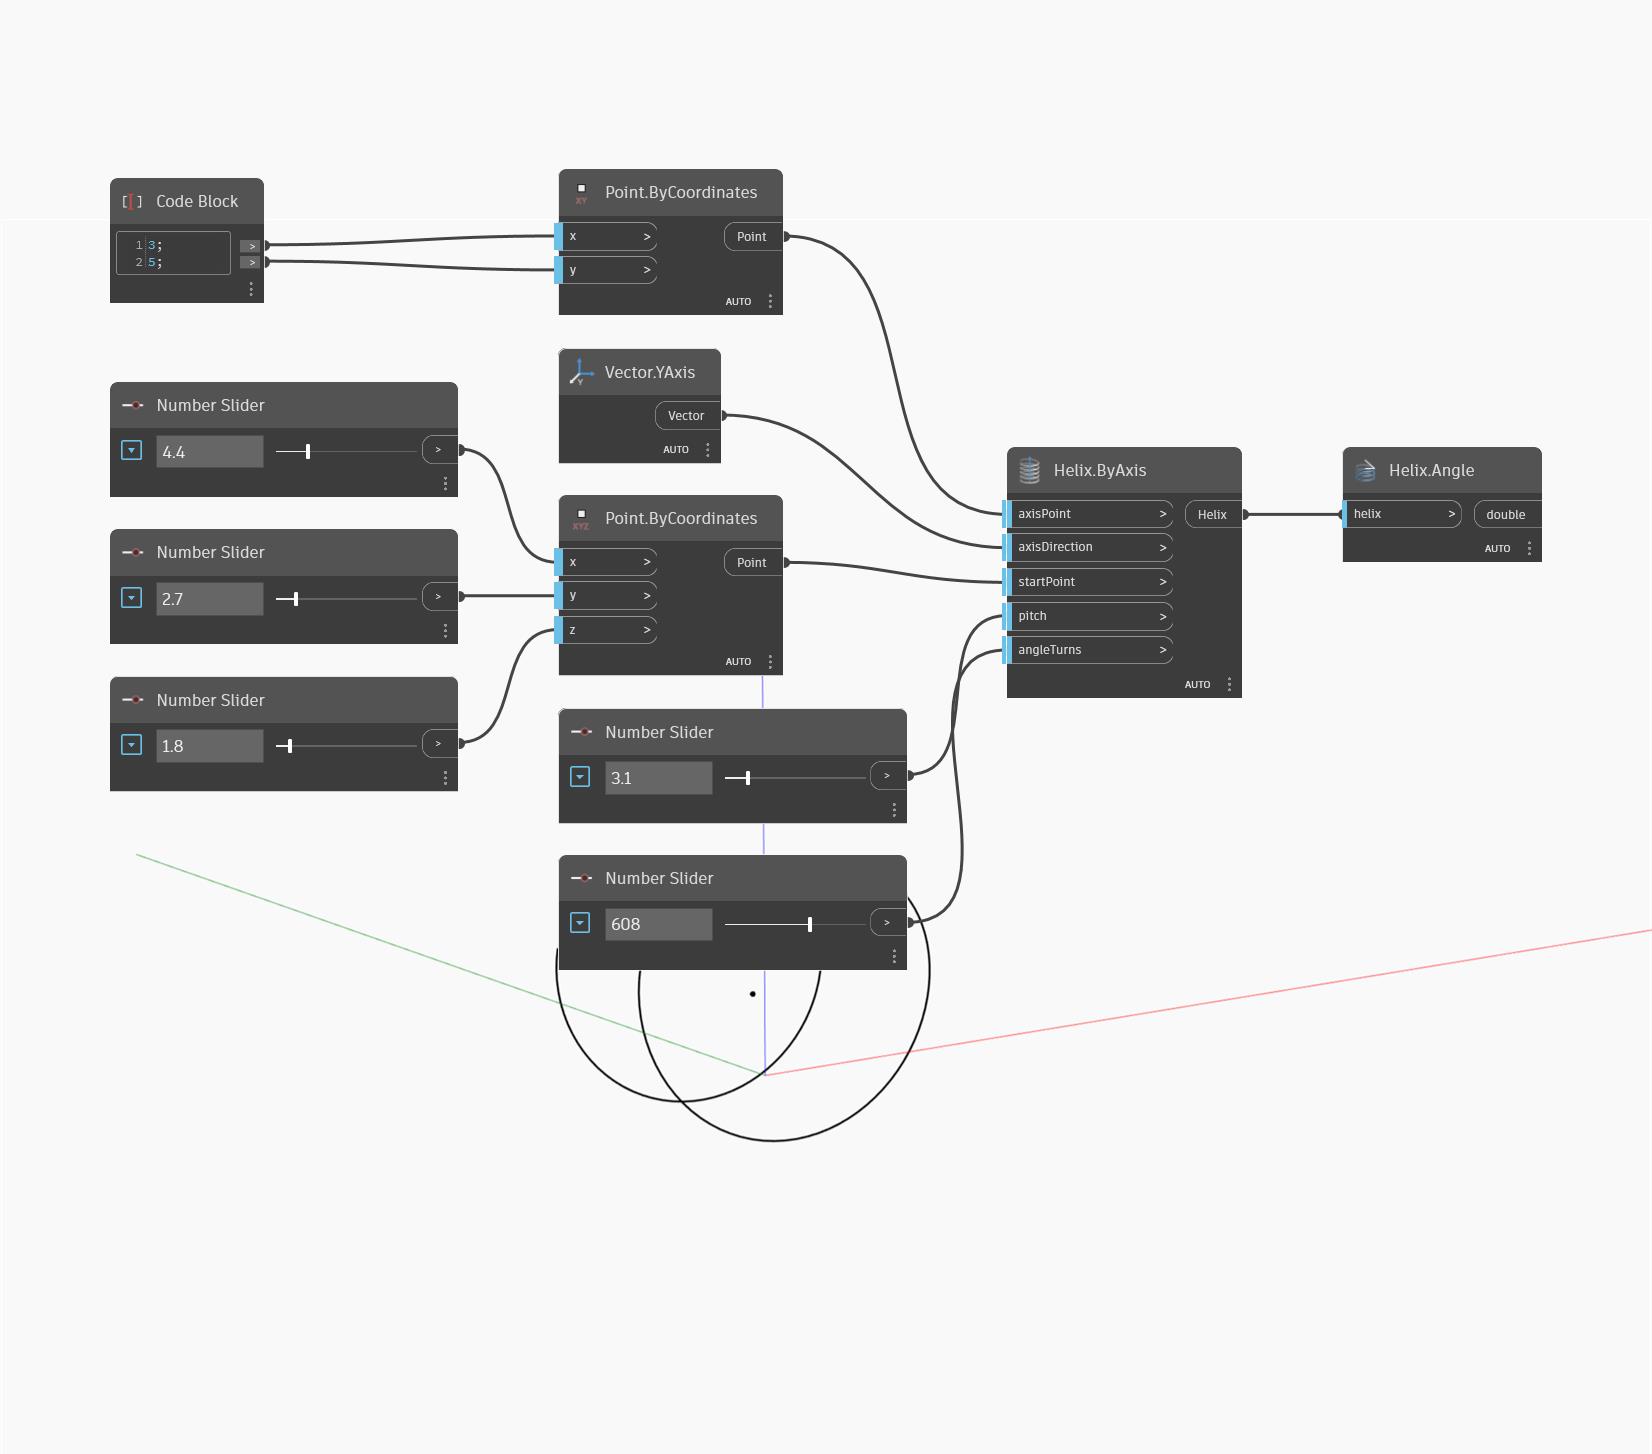 Code Block
1 3;
2 5;
>
>
Point.ByCoordinates
XY
x >
y >
Point
AUTO
Vector.YAxis
Y
Vector
AUTO
Number Slider
4.4
>
Number Slider
2.7
>
Number Slider
1.8
>
Point.ByCoordinates
XYZ
x >
y >
z >
Point
AUTO
Number Slider
3.1
>
Number Slider
608
>
Helix.ByAxis
axisPoint >
axisDirection >
startPoint >
pitch >
angleTurns >
Helix
AUTO
Helix.Angle
helix >
double
AUTO